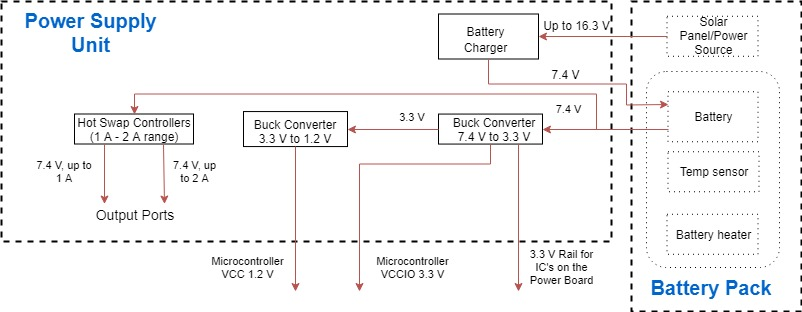 Power Supply
Unit
Battery
Charger
Up to 16.3 V
Solar
Panel/Power
Source
7.4 V
Hot Swap Controllers
(1 A - 2 A range)
Buck Converter
3.3 V to 1.2 V
3.3 V
Buck Converter
7.4 V to 3.3 V
7.4 V
Battery
7.4 V, up to
1 A
7.4 V, up
to 2 A
Temp sensor
Output Ports
Battery heater
Microcontroller
VCC 1.2 V
Microcontroller
VCCIO 3.3 V
3.3 V Rail for
IC's on the
Power Board
Battery Pack